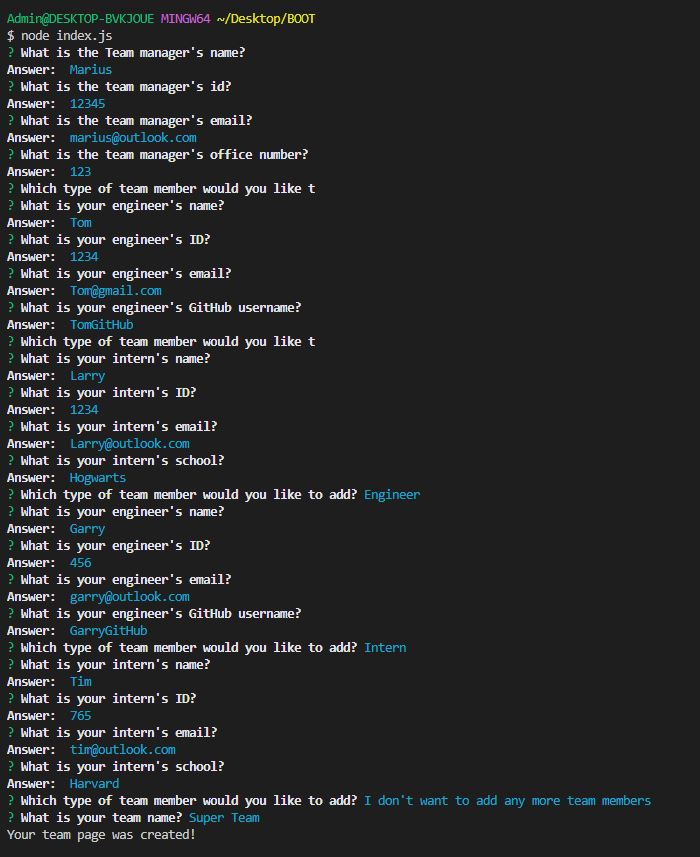 Admin@DESKTOP-BVKJOUE MINGW64 ~/Desktop/BOOT
$ node index.js
? What is the Team manager's name?
Answer:  Marius
? What is the team manager's id?
Answer:  12345
? What is the team manager's email?
Answer:  marius@outlook.com
? What is the team manager's office number?
Answer:  123
? Which type of team member would you like t
? What is your engineer's name?
Answer:  Tom
? What is your engineer's ID?
Answer:  1234
? What is your engineer's email?
Answer:  Tom@gmail.com
? What is your engineer's GitHub username?
Answer:  TomGitHub
? Which type of team member would you like t
? What is your intern's name?
Answer:  Larry
? What is your intern's ID?
Answer:  1234
? What is your intern's email?
Answer:  Larry@outlook.com
? What is your intern's school?
Answer:  Hogwarts
? Which type of team member would you like to add? Engineer
? What is your engineer's name?
Answer:  Garry
? What is your engineer's ID?
Answer:  456
? What is your engineer's email?
Answer:  garry@outlook.com
? What is your engineer's GitHub username?
Answer:  GarryGitHub
? Which type of team member would you like to add? Intern
? What is your intern's name?
Answer:  Tim
? What is your intern's ID?
Answer:  765
? What is your intern's email?
Answer:  tim@outlook.com
? What is your intern's school?
Answer:  Harvard
? Which type of team member would you like to add? I don't want to add any more team members
? What is your team name? Super Team
Your team page was created!